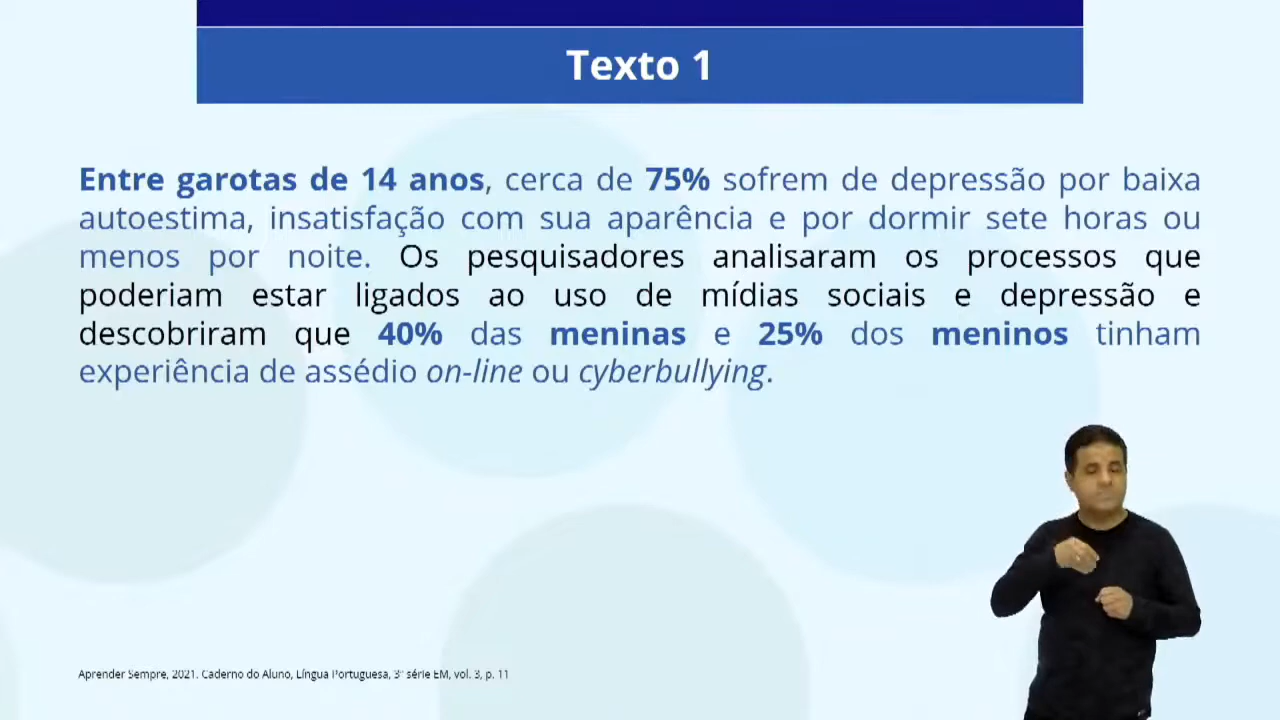 Texto 1
Entre garotas de 14 anos, cerca de 75% sofrem de depressão por baixa
autoestima, insatisfação com sua aparência e por dormir sete horas ou
menos por noite. Os pesquisadores analisaram os processos que
poderiam estar ligados ao uso de mídias sociais e depressão e
descobriram que 40% das meninas e 25% dos meninos tinham
experiência de assédio on-line ou cyberbullying.
Aprender Sempre, 2021. Caderno do Aluno, Língua Portuguesa, 3ª série EM, vol. 3, p. 11